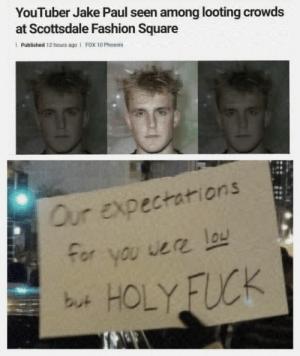 YouTuber Jake Paul seen among looting crowds
at Scottsdale Fashion Square
Published 12 hours ago | FOX 10 Phoenix
Our expectations
for you were low
but HOLY FUCK